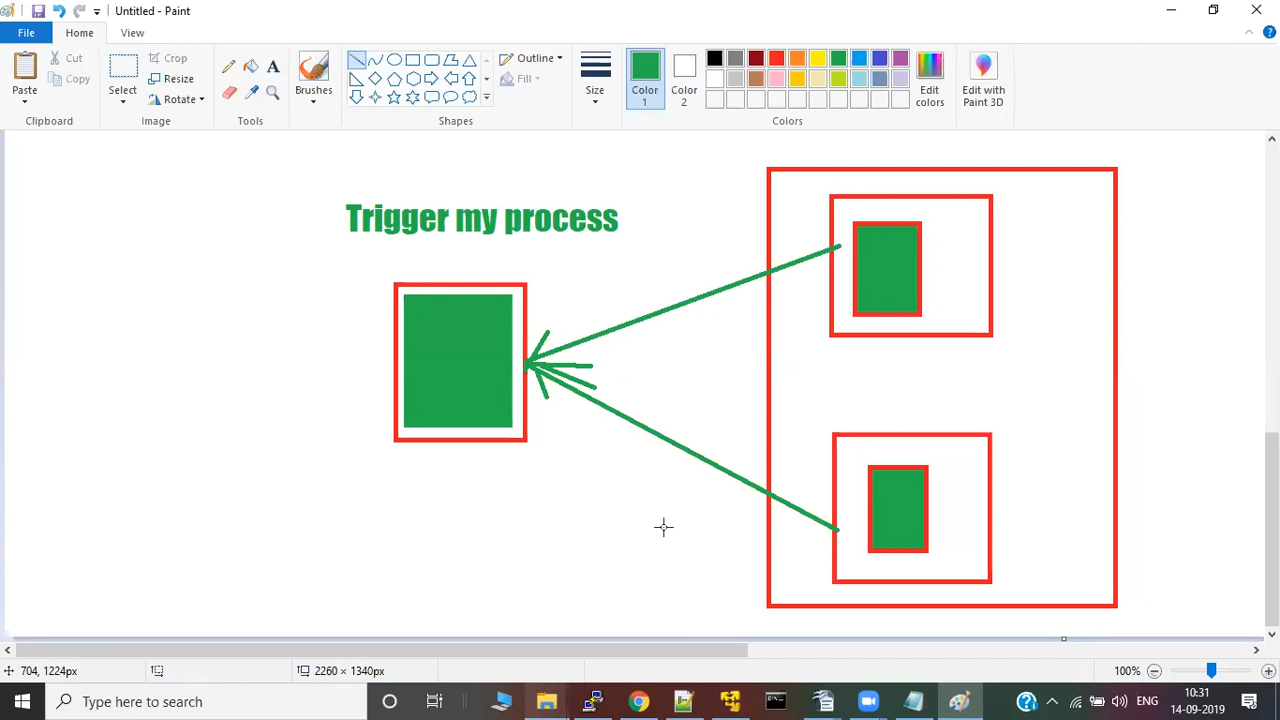 Untitled - Paint
File
Home
View
Paste
Cut
Copy
Clipboard
Select
Crop
Resize
Rotate
Image
Tools
Brushes
Outline
Fill
Shapes
Size
Color
1
Color
2
Edit
colors
Colors
Edit with
Paint 3D
Trigger my process
704, 1224px
2260 × 1340px
100%
Type here to search
ENG
10:31
14-09-2019